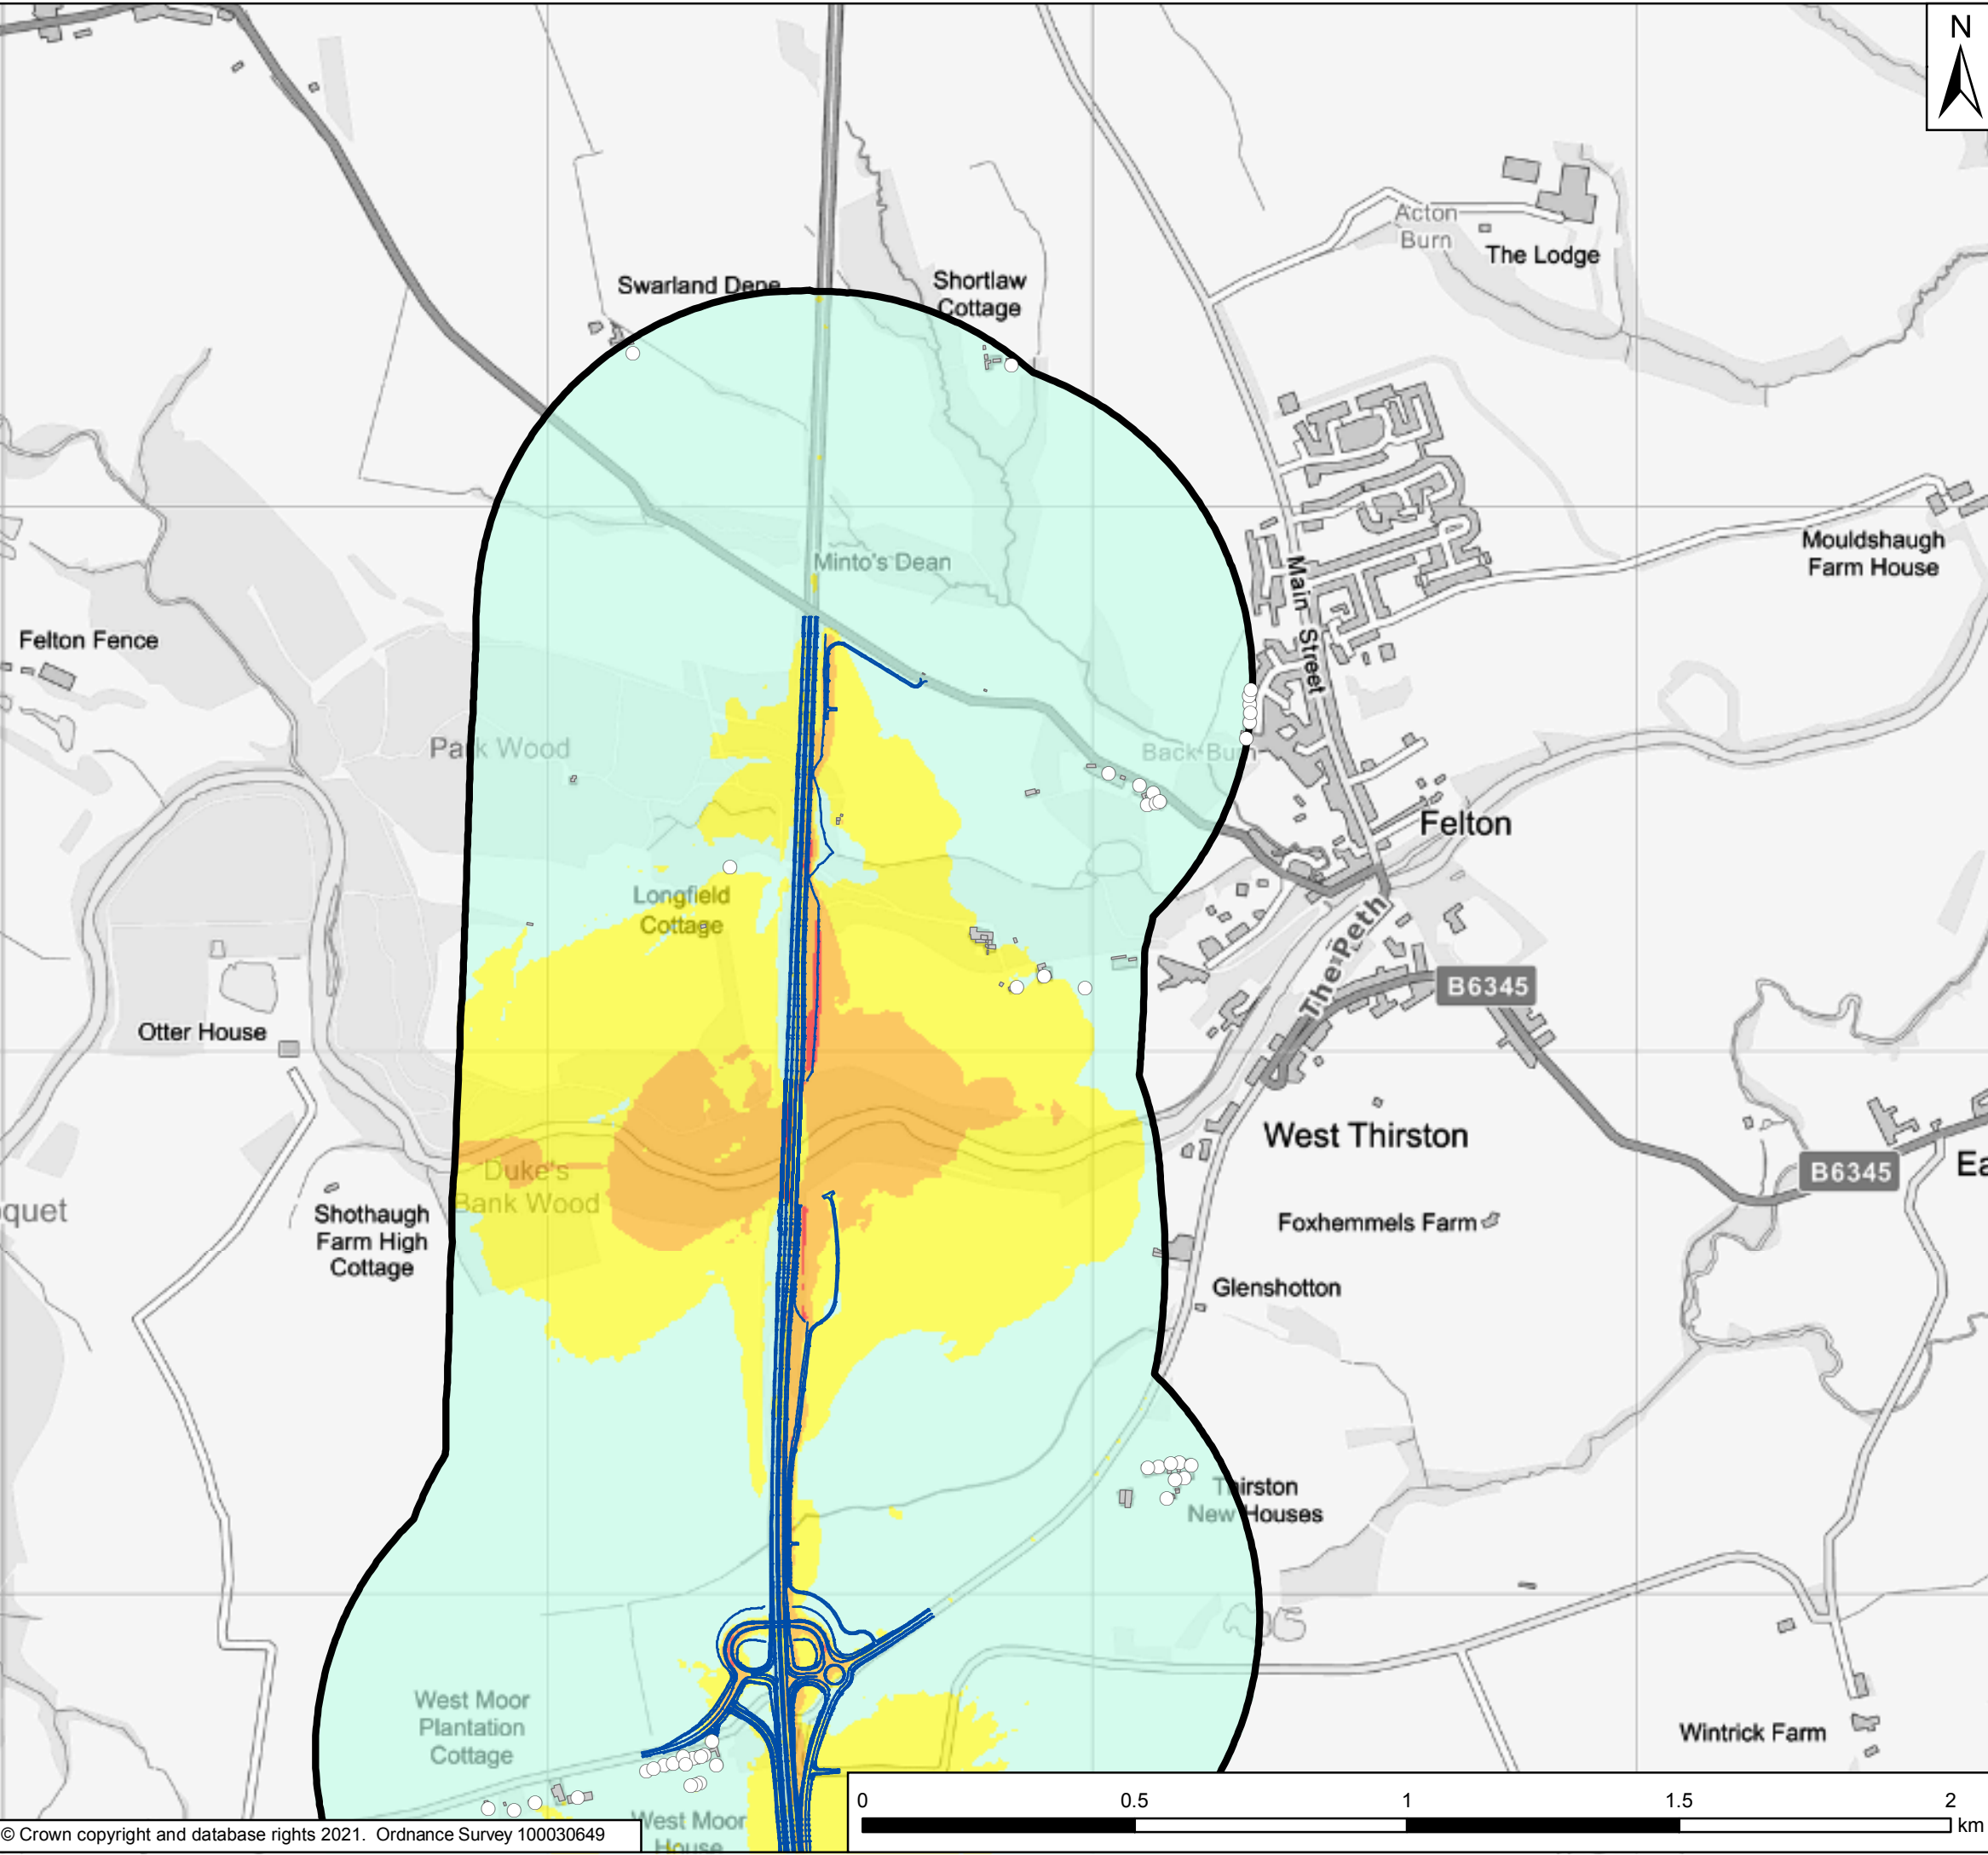 N
Acton
Burn
The Lodge
Swarland Dene
Shortlaw
Cottage
Mouldshaugh
Farm House
Minto's Dean
Main Street
Felton Fence
Park Wood
Back Burn
Felton
Longfield
Cottage
The Peth
B6345
Otter House
West Thirston
B6345
Ea
Duke's
Bank Wood
quet
Shothaugh
Farm High
Cottage
Foxhemmels Farm
Glenshotton
Thirston
New Houses
West Moor
Plantation
Cottage
Wintrick Farm
West Moor
House
0 0.5 1 1.5 2
km
© Crown copyright and database rights 2021. Ordnance Survey 100030649